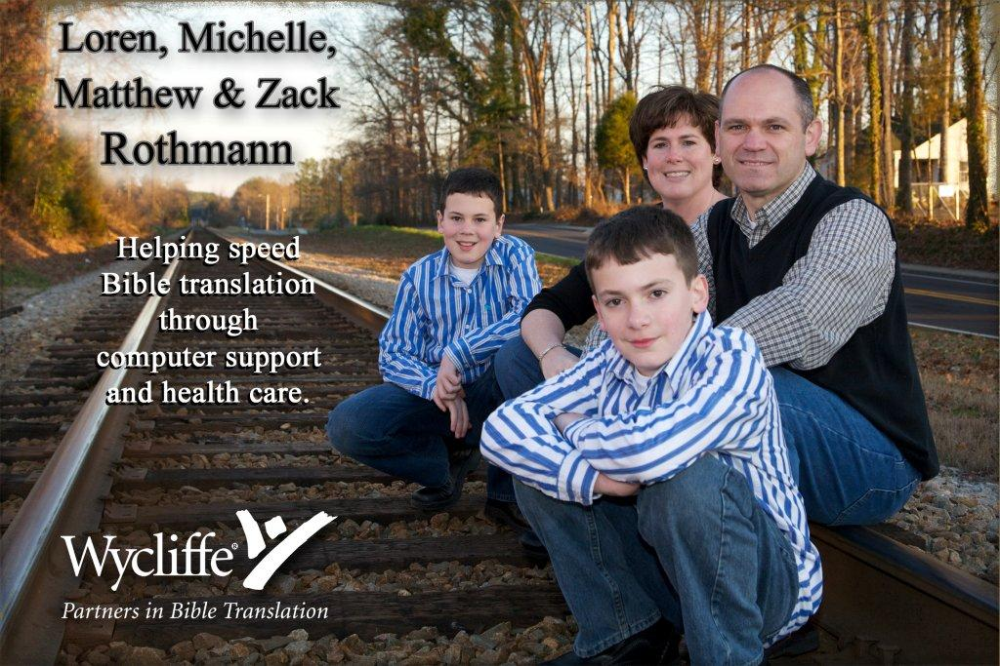 Loren, Michelle,
Matthew & Zack
Rothmann
Helping speed
Bible translation
through
computer support
and health care.
Wycliffe®
Partners in Bible Translation